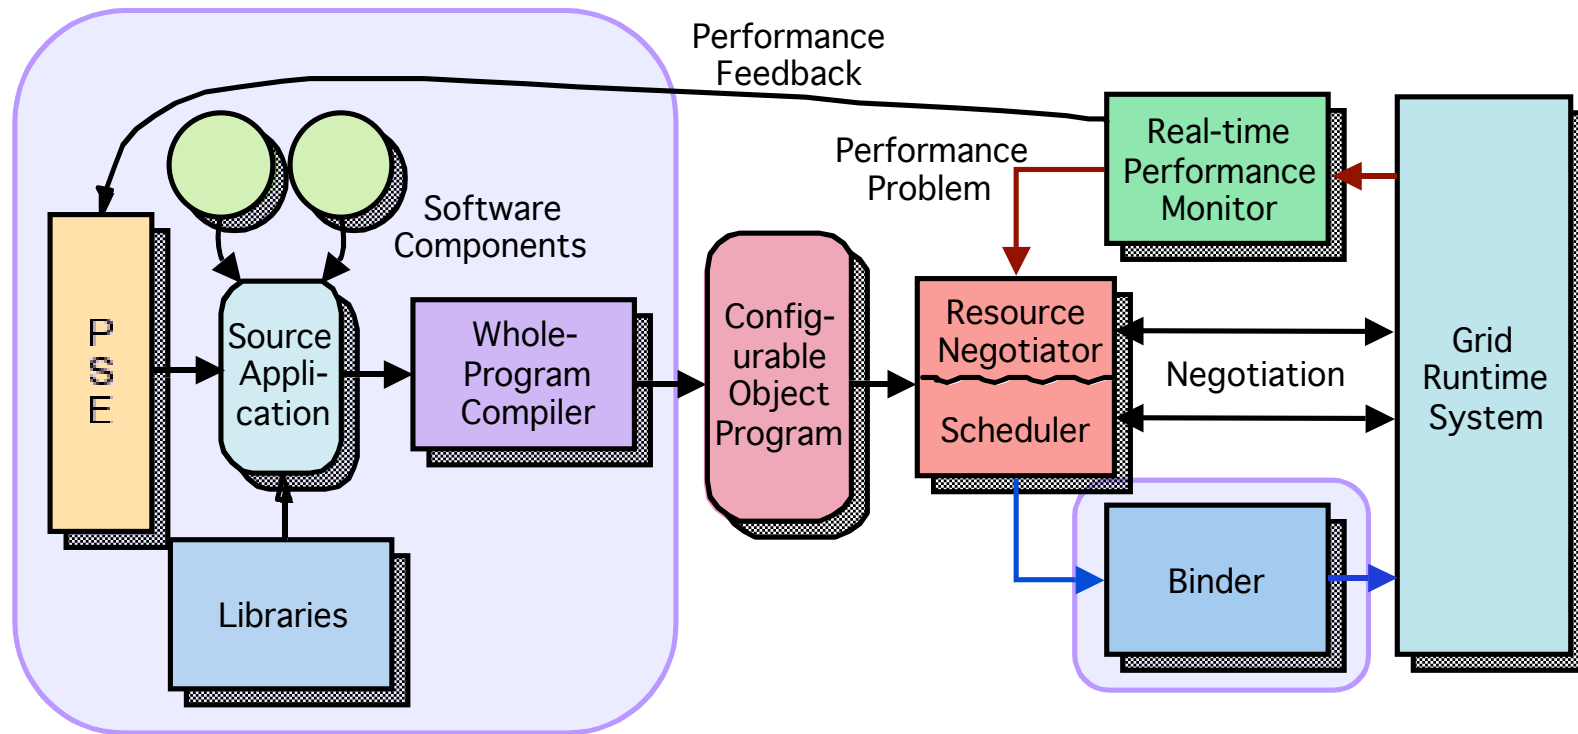 Performance
Feedback
Real-time
Performance
Monitor
Performance
Problem
Software
Components
P
S
E
Source
Appli-
cation
Whole-
Program
Compiler
Config-
urable
Object
Program
Resource
Negotiator
Scheduler
Negotiation
Grid
Runtime
System
Binder
Libraries